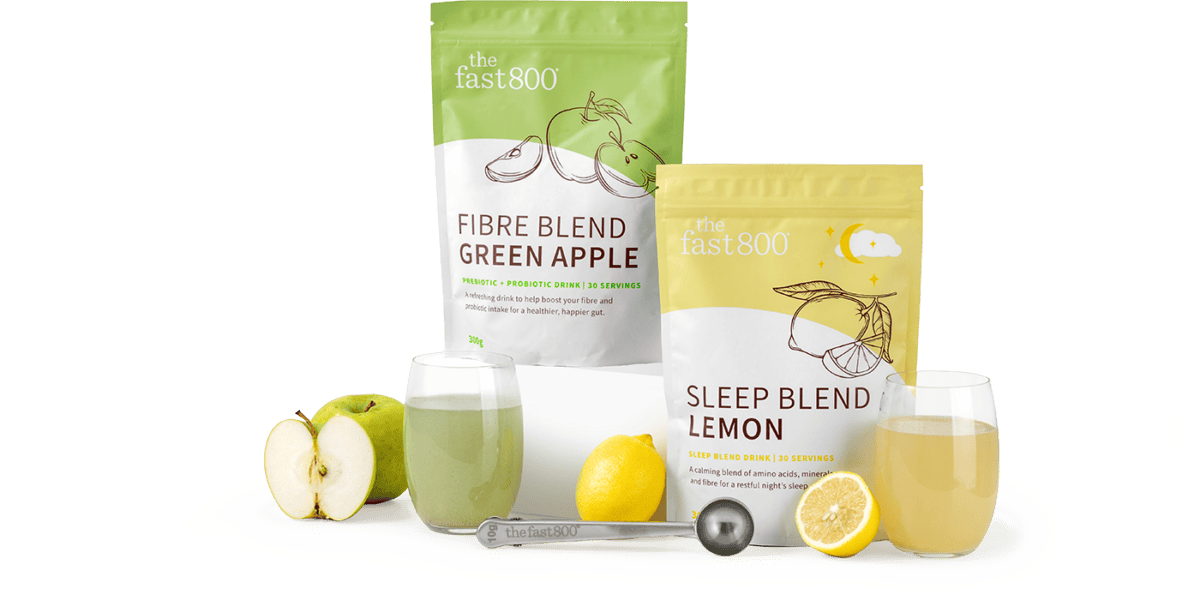 the
fast800
FIBRE BLEND
GREEN APPLE
PREBIOTIC + PROBIOTIC DRINK | 30 SERVINGS
A refreshing drink to help boost your fibre and
probiotic intake for a healthier, happier gut.
300g
the
fast800
SLEEP BLEND
LEMON
SLEEP BLEND DRINK | 30 SERVINGS
A calming blend of amino acids, minerals
and fibre for a restful night's sleep
10g the fast800